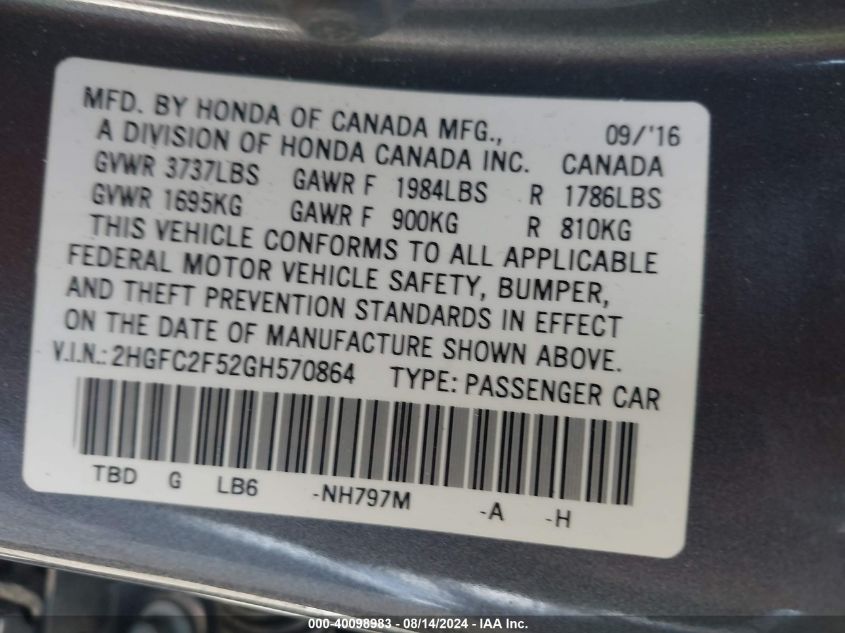 MFD. BY HONDA OF CANADA MFG., 09/'16
A DIVISION OF HONDA CANADA INC. CANADA
GVWR 3737LBS GAWR F 1984LBS R 1786LBS
GVWR 1695KG GAWR F 900KG R 810KG
THIS VEHICLE CONFORMS TO ALL APPLICABLE
FEDERAL MOTOR VEHICLE SAFETY, BUMPER,
AND THEFT PREVENTION STANDARDS IN EFFECT
ON THE DATE OF MANUFACTURE SHOWN ABOVE.
V.I.N.: 2HGFC2F52GH570864 TYPE: PASSENGER CAR
TBD G LB6 -NH797M -A -H
000-40098983 - 08/14/2024 - IAA Inc.